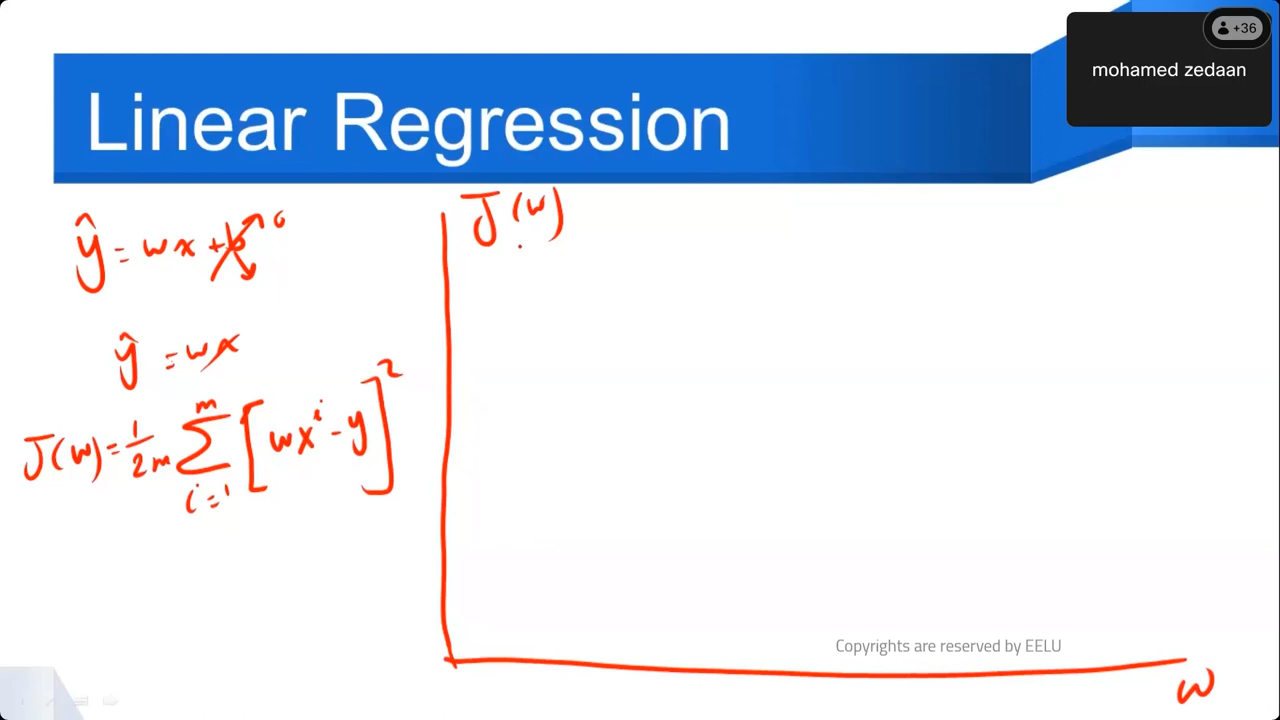 +36
mohamed zedaan
Linear Regression
ŷ = wx + b 0
ŷ = wx
J(w) = 1/2m Σ_{i=1}^{m} [wx^i - y]^2
J(w)
w
Copyrights are reserved by EELU